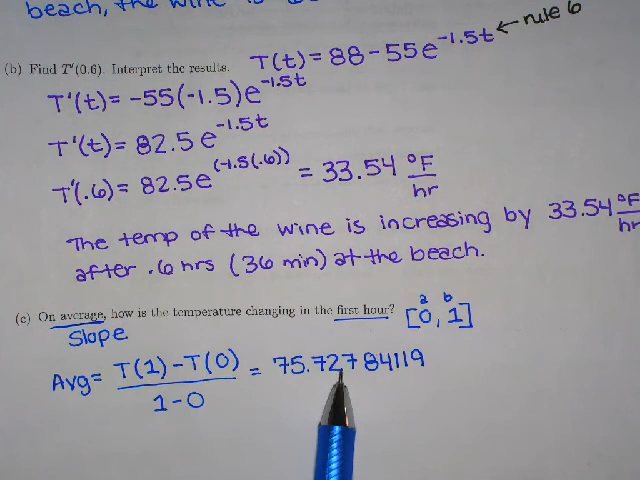 beach, the wine is
(b) Find T'(0.6). Interpret the results. T(t) = 88 - 55e^-1.5t ← rule 6
T'(t) = -55(-1.5)e^-1.5t
T'(t) = 82.5e^-1.5t
T'(.6) = 82.5e^(-1.5(.6)) = 33.54 °F/hr
The temp of the wine is increasing by 33.54 °F/hr
after .6 hrs (36 min) at the beach.
(c) On average, how is the temperature changing in the first hour? [0, 1] a b
Slope
Avg = T(1)-T(0)/1-0 = 75.72784119